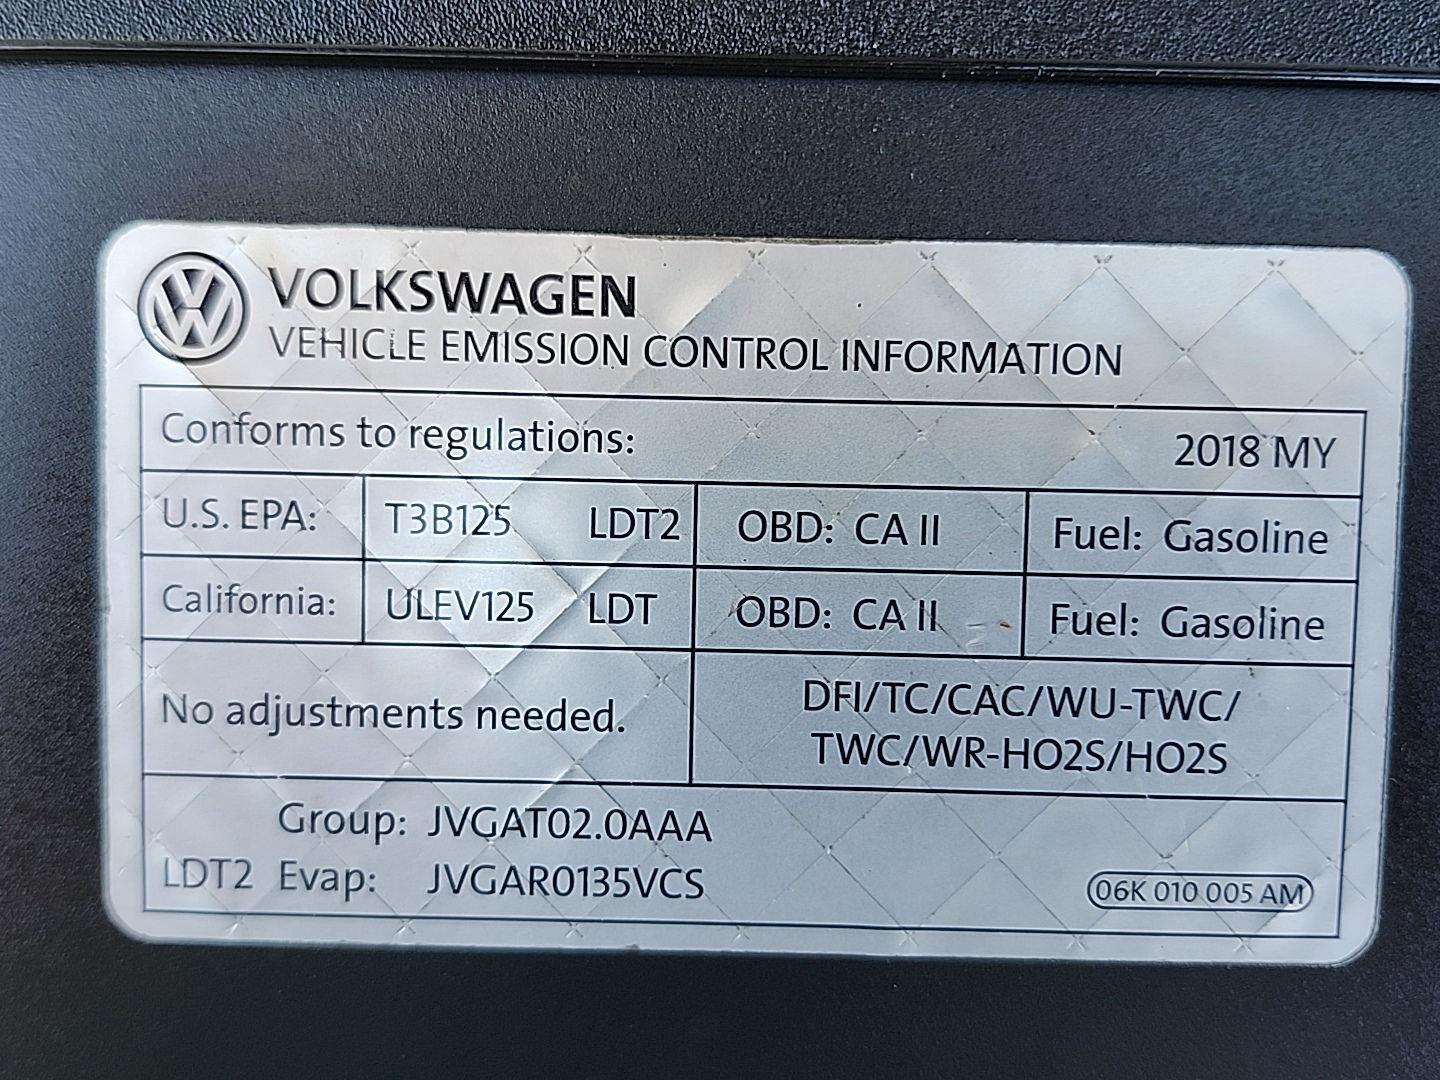 VOLKSWAGEN
VEHICLE EMISSION CONTROL INFORMATION
Conforms to regulations: 2018 MY
U.S. EPA: T3B125 LDT2 OBD: CA II Fuel: Gasoline
California: ULEV125 LDT OBD: CA II Fuel: Gasoline
No adjustments needed.
DFI/TC/CAC/WU-TWC/
TWC/WR-HO2S/HO2S
Group: JVGAT02.0AAA
LDT2 Evap: JVGAR0135VCS
06K 010 005 AM